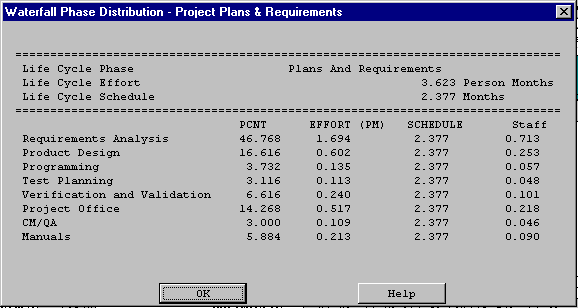 Waterfall Phase Distribution - Project Plans & Requirements
Life Cycle Phase Plans And Requirements
Life Cycle Effort 3.623 Person Months
Life Cycle Schedule 2.377 Months
PCNT EFFORT (PM) SCHEDULE Staff
Requirements Analysis 46.768 1.694 2.377 0.713
Product Design 16.616 0.602 2.377 0.253
Programming 3.732 0.135 2.377 0.057
Test Planning 3.116 0.113 2.377 0.048
Verification and Validation 6.616 0.240 2.377 0.101
Project Office 14.268 0.517 2.377 0.218
CM/QA 3.000 0.109 2.377 0.046
Manuals 5.884 0.213 2.377 0.090
OK Help